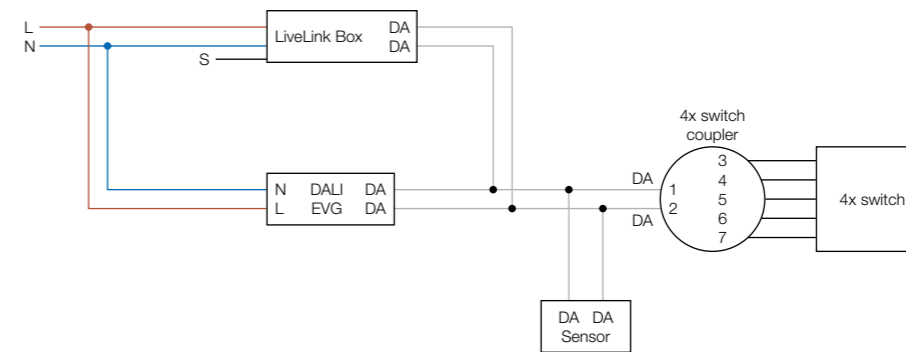 L
N
S
LiveLink Box
DA
DA
N DALI DA
L EVG DA
DA
DA
4x switch
coupler
1
2
3
4
5
6
7
4x switch
DA DA
Sensor